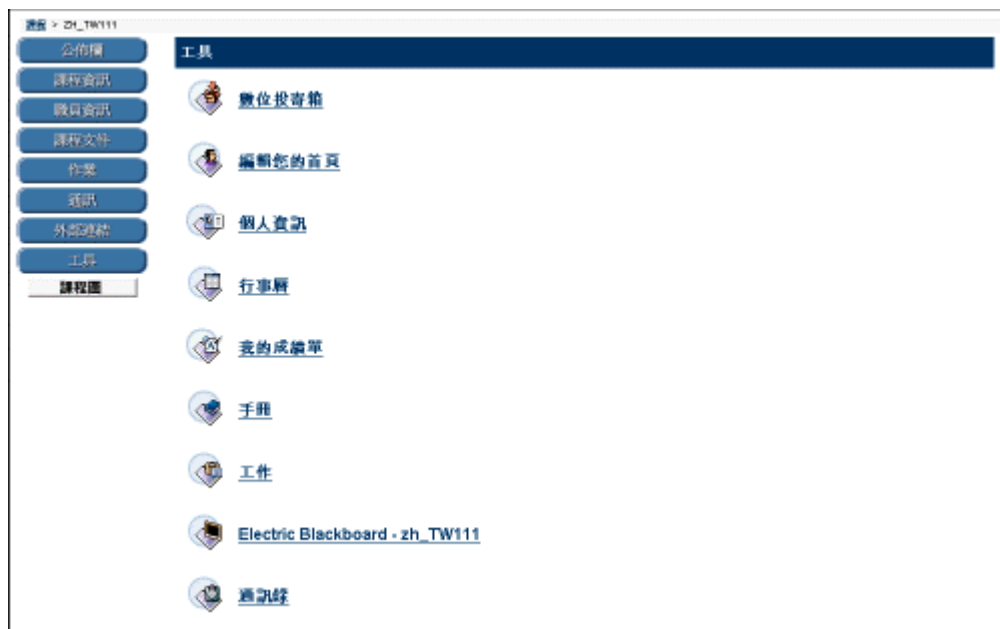 課程 > ZH_TW111
公佈欄
課程資訊
職員資訊
課程文件
作業
通訊
外部連結
工具
課程圖
工具
數位投寄箱
編輯您的首頁
個人資訊
行事曆
我的成績單
手冊
工作
Electric Blackboard - zh_TW111
通訊錄